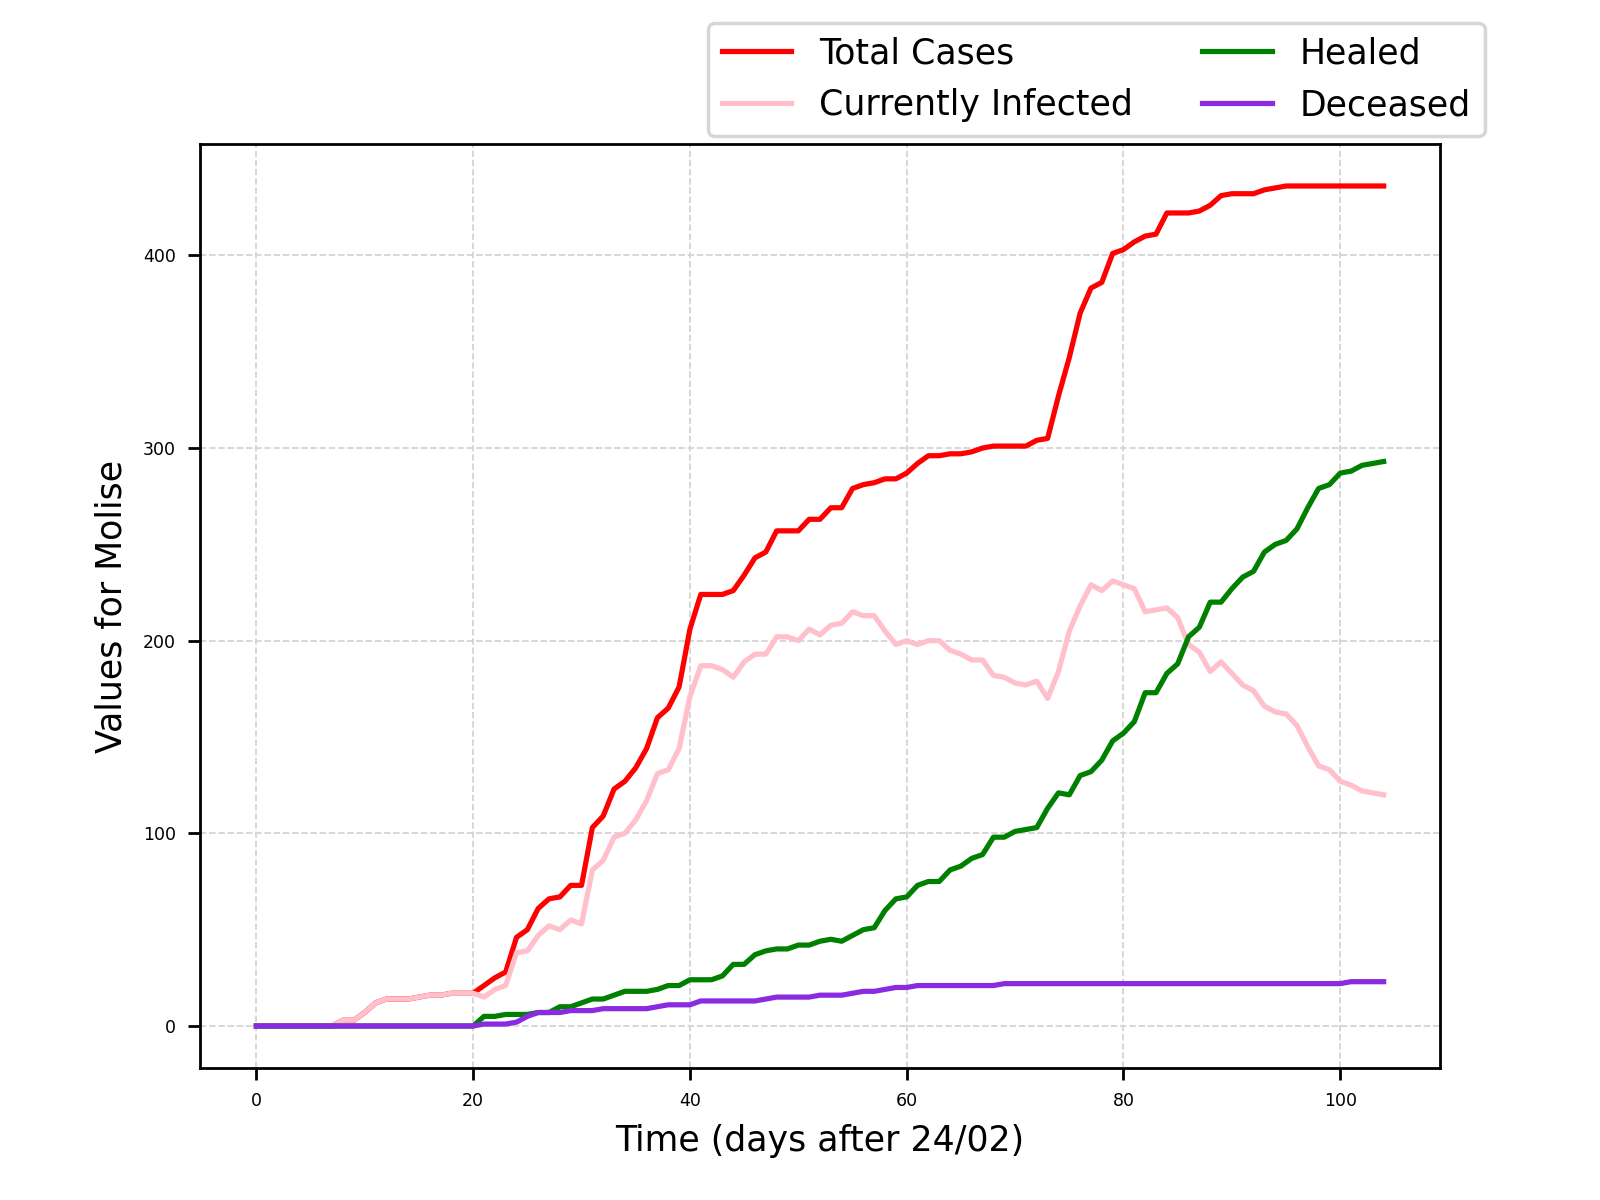 Total Cases
Currently Infected
Healed
Deceased
Values for Molise
400
300
200
100
0
0 20 40 60 80 100
Time (days after 24/02)